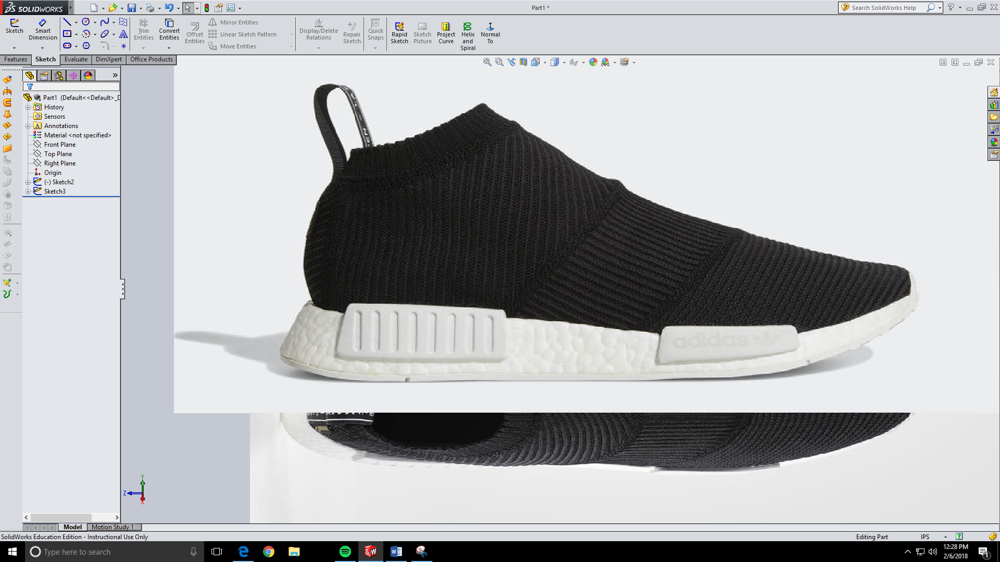 SOLIDWORKS
Part1 *
Search SolidWorks Help
Sketch
Smart Dimension
Trim Entities
Convert Entities
Offset Entities
Mirror Entities
Linear Sketch Pattern
Move Entities
Display/Delete Relations
Repair Sketch
Quick Snaps
Rapid Sketch
Sketch Picture
Project Curve
Helix and Spiral
Normal To
Features
Sketch
Evaluate
DimXpert
Office Products
Part1 (Default<<Default>_D
History
Sensors
Annotations
Material <not specified>
Front Plane
Top Plane
Right Plane
Origin
(-) Sketch2
Sketch3
adidas
Y
Z
X
Model
Motion Study 1
SolidWorks Education Edition - Instructional Use Only
Editing Part
IPS
Type here to search
12:28 PM
2/6/2018
1